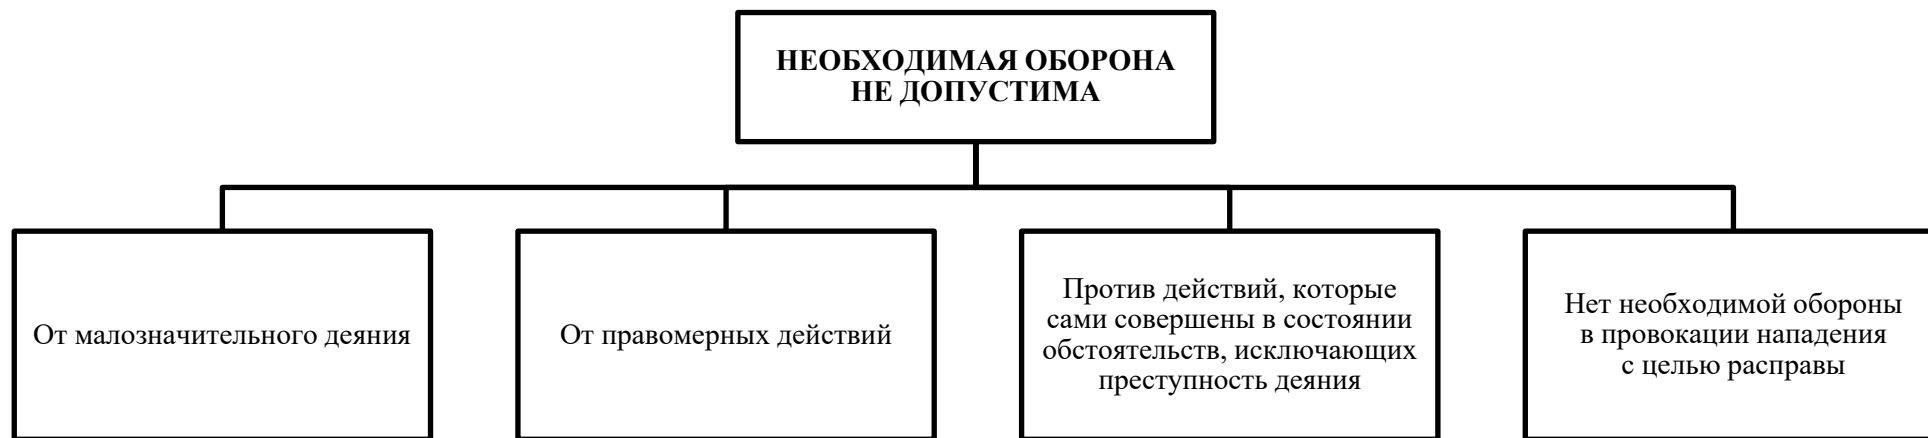 НЕОБХОДИМАЯ ОБОРОНА
НЕ ДОПУСТИМА
От малозначительного деяния
От правомерных действий
Против действий, которые
сами совершены в состоянии
обстоятельств, исключающих
преступность деяния
Нет необходимой обороны
в провокации нападения
с целью расправы